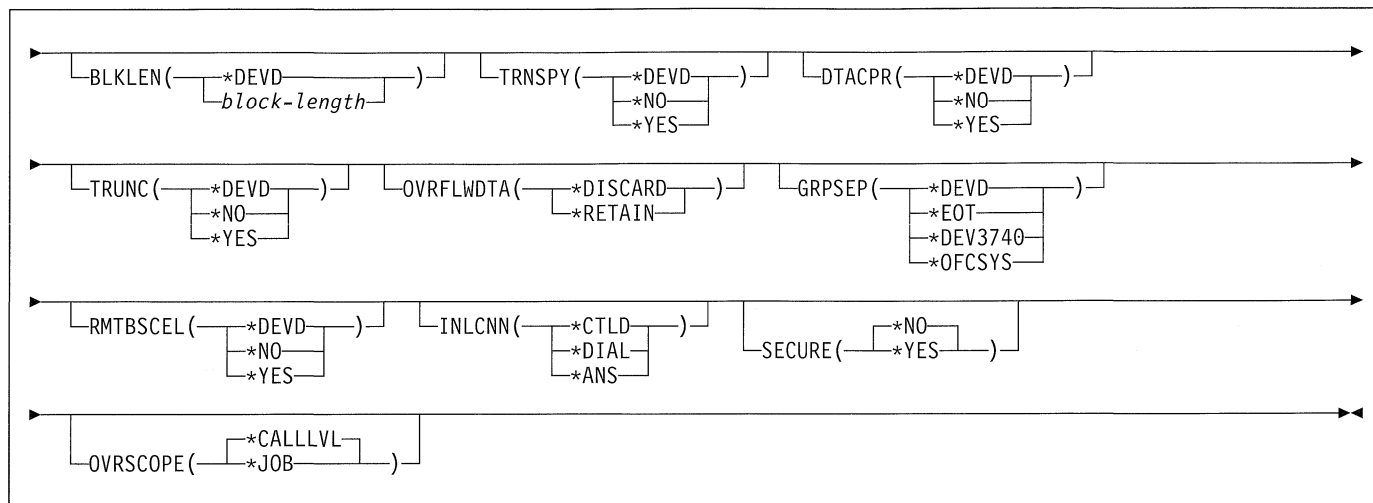 BLKLEN( *DEVD ) TRNSPY( *DEVD ) DTACPR( *DEVD )
block-length *NO *NO
*YES *YES
TRUNC( *DEVD ) OVRFLWDTA( *DISCARD ) GRPSEP( *DEVD )
*NO *RETAIN *EOT
*YES *DEV3740
*OFCSYS
RMTBSCEL( *DEVD ) INLCNN( *CTLD ) *NO
*NO *DIAL SECURE( *YES )
*YES *ANS
*CALLLVL
OVRSCOPE( *JOB )